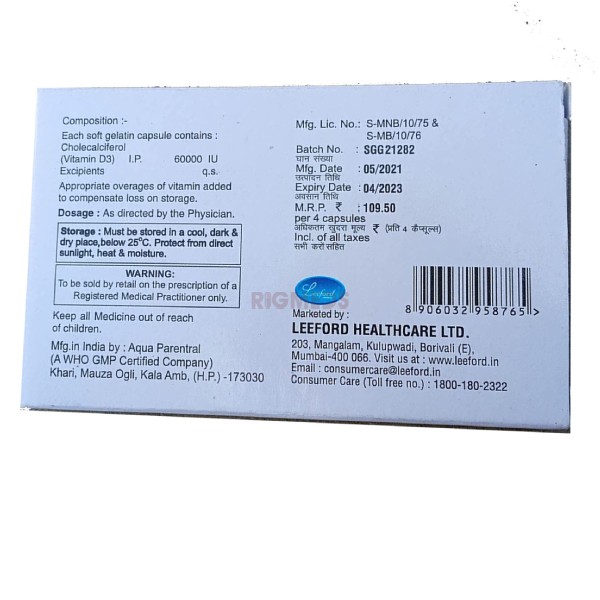 Composition :-
Each soft gelatin capsule contains :
Cholecalciferol
(Vitamin D3) I.P. 60000 IU
Excipients q.s.
Appropriate overages of vitamin added
to compensate loss on storage.
Dosage : As directed by the Physician.
Storage : Must be stored in a cool, dark &
dry place,below 25°C. Protect from direct
sunlight, heat & moisture.
WARNING:
To be sold by retail on the prescription of a
Registered Medical Practitioner only.
Keep all Medicine out of reach
of children.
Mfg.in India by : Aqua Parentral
(A WHO GMP Certified Company)
Khari, Mauza Ogli, Kala Amb, (H.P.) -173030
Mfg. Lic. No.: S-MNB/10/75 &
S-MB/10/76
Batch No. : SGG21282
घान संख्या
Mfg. Date : 05/2021
उत्पादन तिथि
Expiry Date : 04/2023
अवसान तिथि
M.R.P. ₹ : 109.50
per 4 capsules
अधिकतम खुदरा मूल्य ₹ (प्रति 4 कैप्सूल्स)
Incl. of all taxes
सभी करों सहित
Leeford
RIGMEDS
8 906032 958765 >
Marketed by :
LEEFORD HEALTHCARE LTD.
203, Mangalam, Kulupwadi, Borivali (E),
Mumbai-400 066. Visit us at : www.leeford.in
Email : consumercare@leeford.in
Consumer Care (Toll free no.) : 1800-180-2322